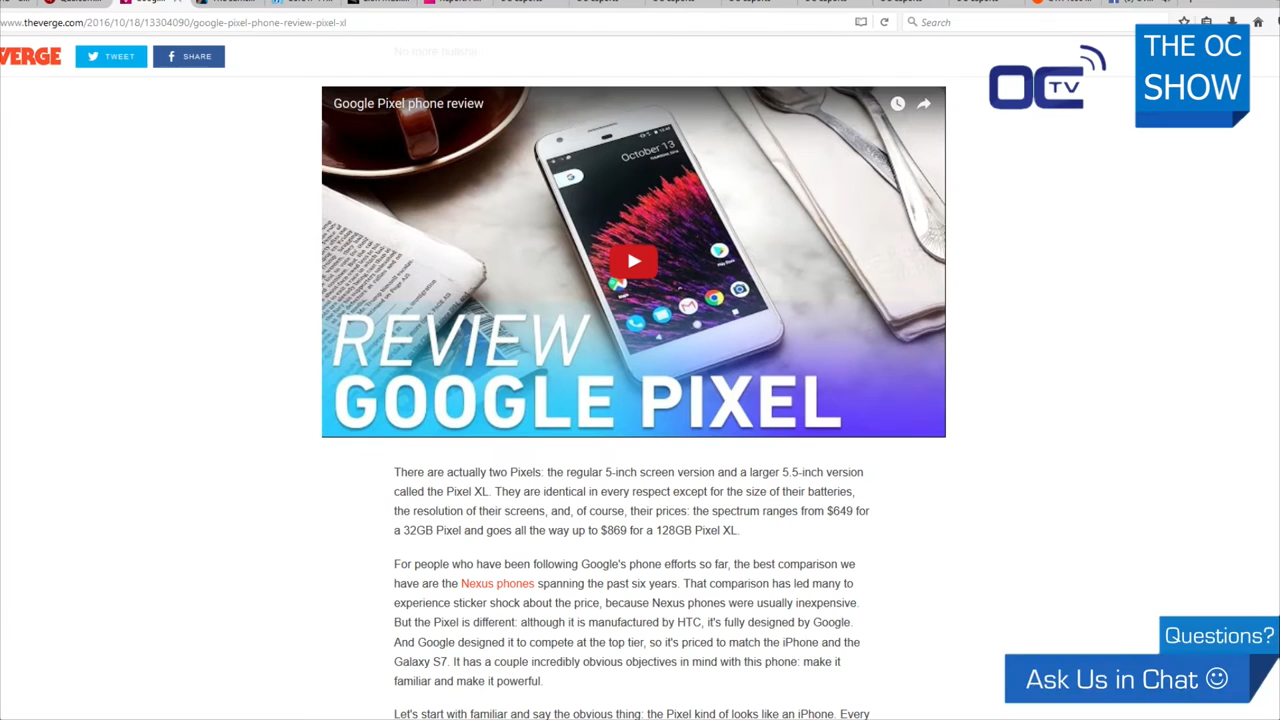 www.theverge.com/2016/10/18/13304090/google-pixel-phone-review-pixel-xl
Search
VERGE
TWEET
SHARE
THE OC
SHOW
OC TV
Google Pixel phone review
October 13
REVIEW
GOOGLE PIXEL
There are actually two Pixels: the regular 5-inch screen version and a larger 5.5-inch version
called the Pixel XL. They are identical in every respect except for the size of their batteries,
the resolution of their screens, and, of course, their prices: the spectrum ranges from $649 for
a 32GB Pixel and goes all the way up to $869 for a 128GB Pixel XL.
For people who have been following Google's phone efforts so far, the best comparison we
have are the Nexus phones spanning the past six years. That comparison has led many to
experience sticker shock about the price, because Nexus phones were usually inexpensive.
But the Pixel is different: although it is manufactured by HTC, it's fully designed by Google.
And Google designed it to compete at the top tier, so it's priced to match the iPhone and the
Galaxy S7. It has a couple incredibly obvious objectives in mind with this phone: make it
familiar and make it powerful.
Let's start with familiar and say the obvious thing: the Pixel kind of looks like an iPhone. Every
Questions?
Ask Us in Chat ☺